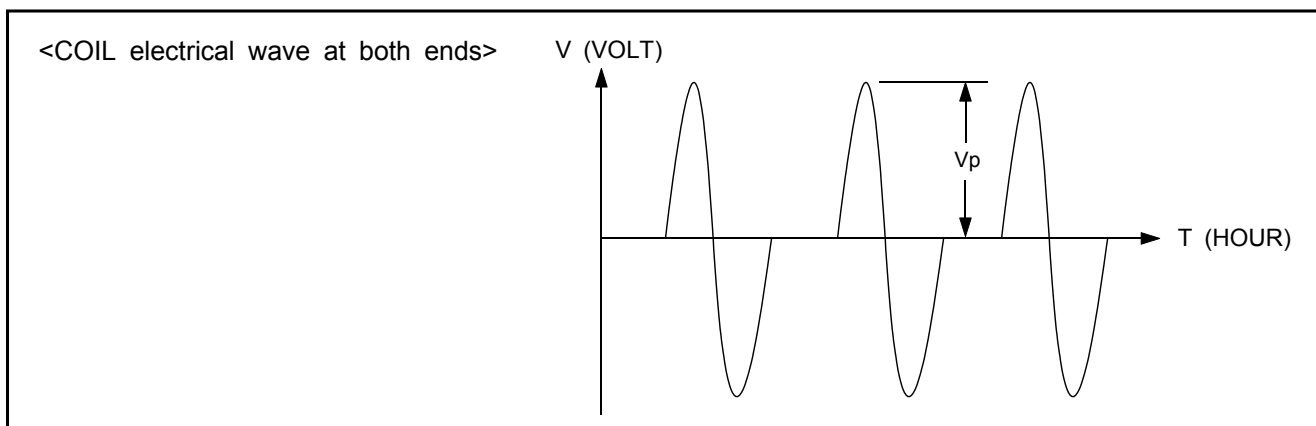 <COIL electrical wave at both ends>
V (VOLT)
Vp
T (HOUR)